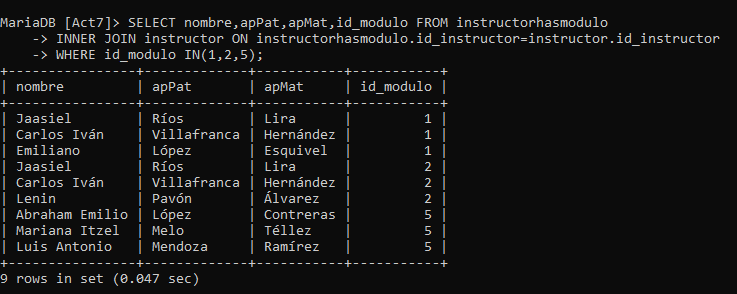 MariaDB [Act7]> SELECT nombre,apPat,apMat,id_modulo FROM instructorhasmodulo
    -> INNER JOIN instructor ON instructorhasmodulo.id_instructor=instructor.id_instructor
    -> WHERE id_modulo IN(1,2,5);
+----------------+-------------+-----------+-----------+
| nombre         | apPat       | apMat     | id_modulo |
+----------------+-------------+-----------+-----------+
| Jaasiel        | Ríos        | Lira      |         1 |
| Carlos Iván    | Villafranca | Hernández |         1 |
| Emiliano       | López       | Esquivel  |         1 |
| Jaasiel        | Ríos        | Lira      |         2 |
| Carlos Iván    | Villafranca | Hernández |         2 |
| Lenin          | Pavón       | Álvarez   |         2 |
| Abraham Emilio | López       | Contreras |         5 |
| Mariana Itzel  | Melo        | Téllez    |         5 |
| Luis Antonio   | Mendoza     | Ramírez   |         5 |
+----------------+-------------+-----------+-----------+
9 rows in set (0.047 sec)